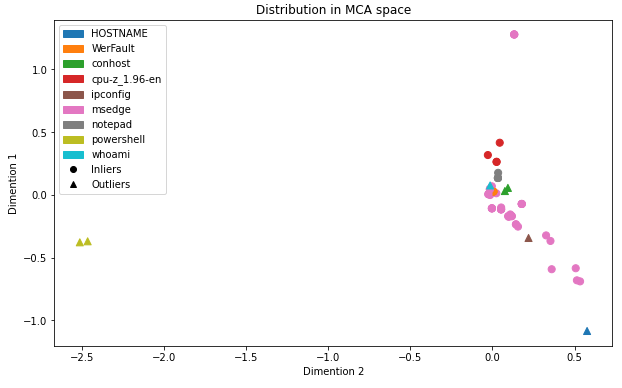 Distribution in MCA space
HOSTNAME
WerFault
conhost
cpu-z_1.96-en
ipconfig
msedge
notepad
powershell
whoami
Inliers
Outliers
Dimention 1
1.0
0.5
0.0
−0.5
−1.0
−2.5 −2.0 −1.5 −1.0 −0.5 0.0 0.5
Dimention 2